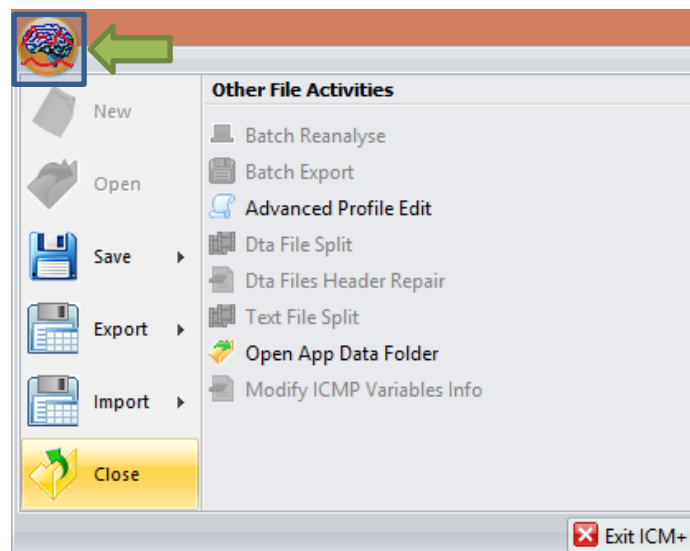 Other File Activities
New
Open
Save
Export
Import
Close
Batch Reanalyse
Batch Export
Advanced Profile Edit
Dta File Split
Dta Files Header Repair
Text File Split
Open App Data Folder
Modify ICMP Variables Info
Exit ICM+